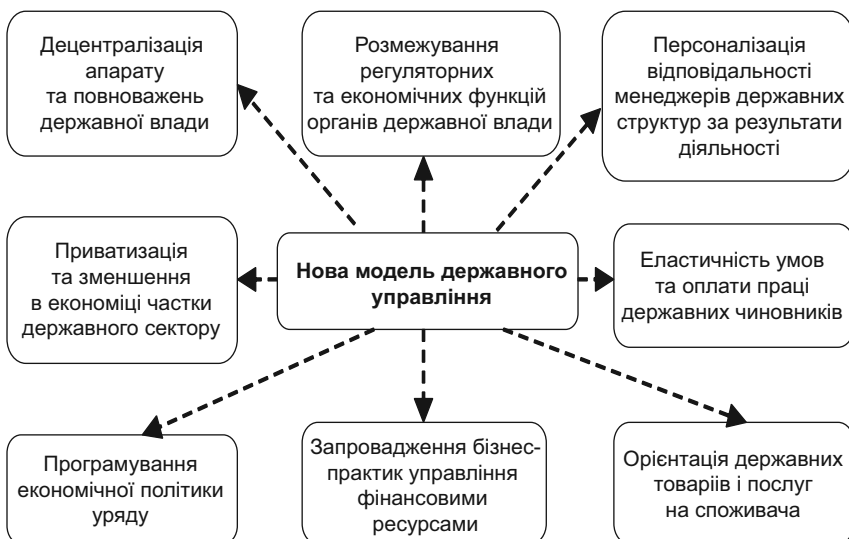 Децентралізація
апарату
та повноважень
державної влади
Розмежування
регуляторних
та економічних функцій
органів державної влади
Персоналізація
відповідальності
менеджерів державних
структур за результати
діяльності
Приватизація
та зменшення
в економіці частки
державного сектору
Нова модель державного
управління
Еластичність умов
та оплати праці
державних чиновників
Програмування
економічної політики
уряду
Запровадження бізнес-
практик управління
фінансовими
ресурсами
Орієнтація державних
товаріів і послуг
на споживача